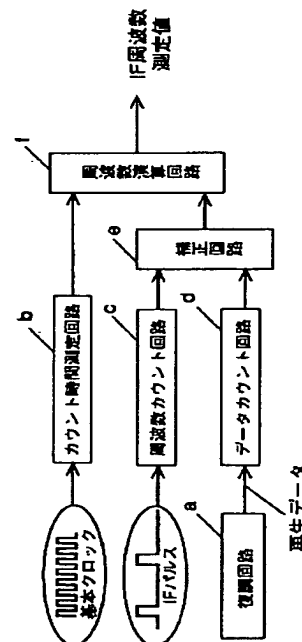 基本クロック
b
カウント時間測定回路
f
周波数演算回路
IF周波数
測定値
IFパルス
c
周波数カウント回路
e
補正回路
a
復調回路
再生データ
d
データカウント回路